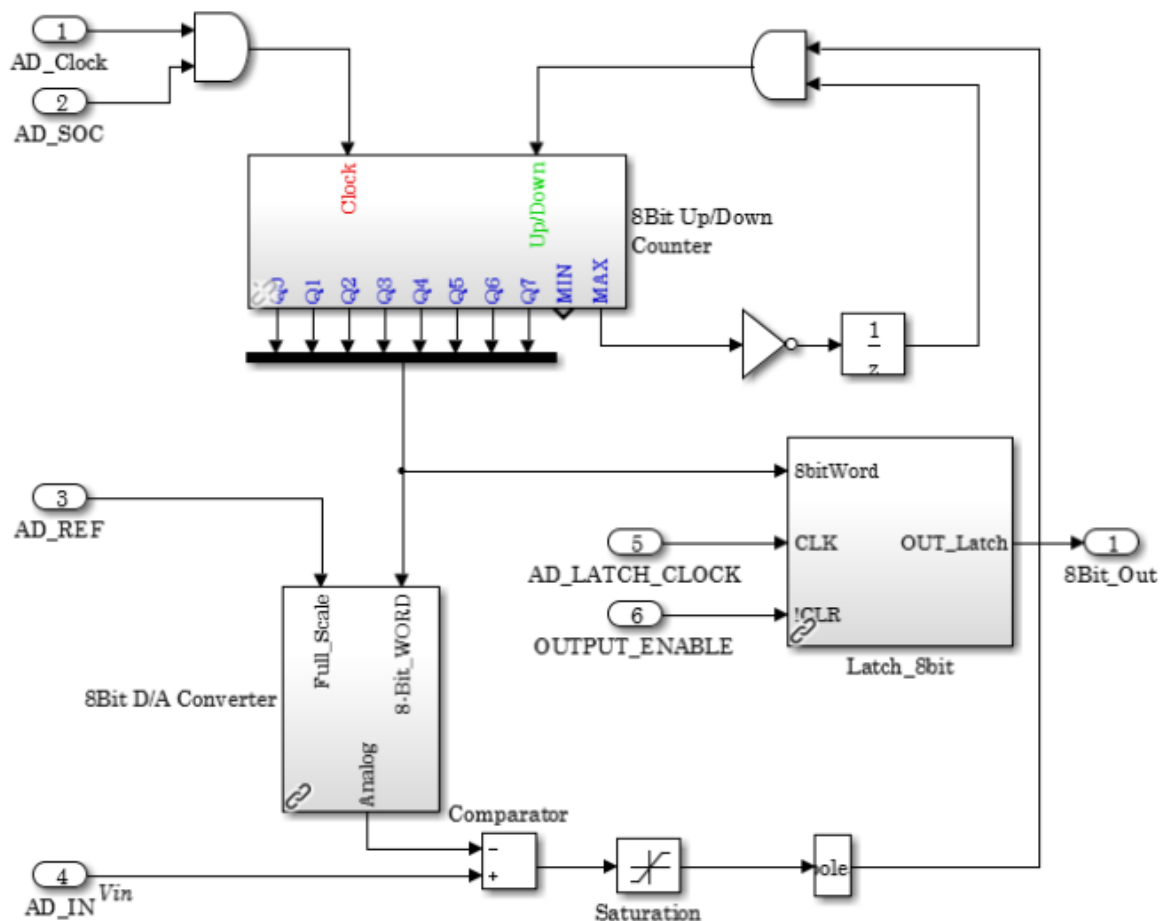 1
AD_Clock
2
AD_SOC
Clock
Up/Down
8Bit Up/Down
Counter
Q1
Q2
Q3
Q4
Q5
Q6
Q7
MIN
MAX
1
z
3
AD_REF
8bitWord
5
CLK
OUT_Latch
1
AD_LATCH_CLOCK
8Bit_Out
6
!CLR
OUTPUT_ENABLE
Latch_8bit
Full_Scale
8-Bit_WORD
8Bit D/A Converter
Analog
Comparator
−
+
4
Vin
AD_IN
Saturation